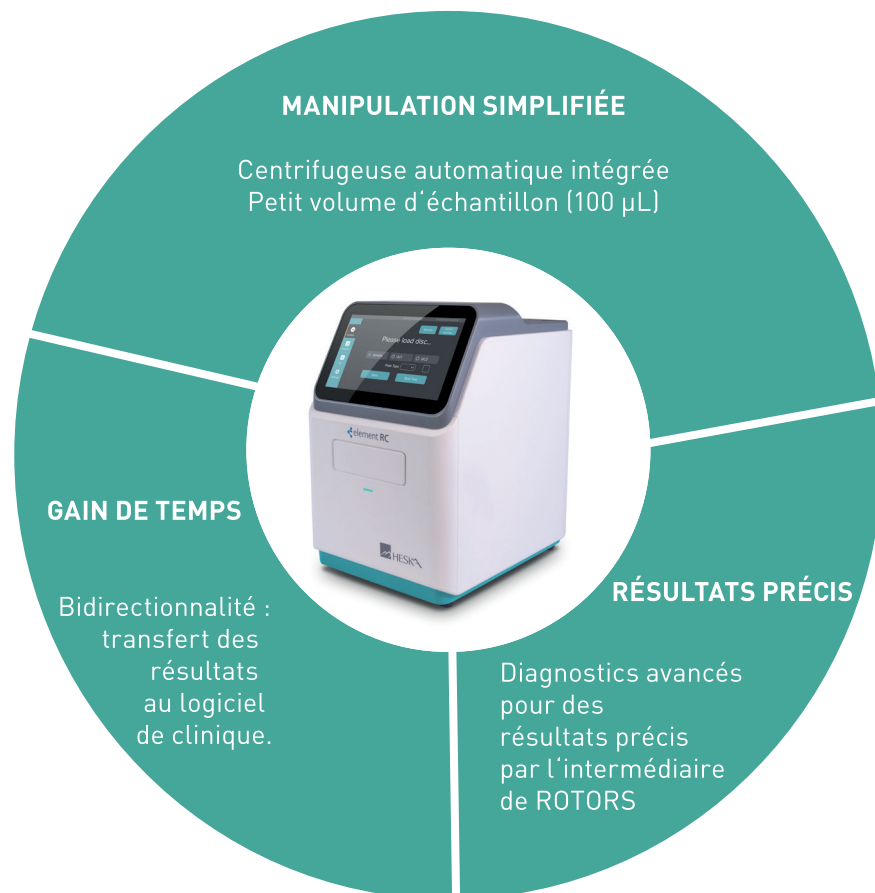 MANIPULATION SIMPLIFIÉE
Centrifugeuse automatique intégrée
Petit volume d‘échantillon (100 µL)
Please load disc...
element RC
HESKA
GAIN DE TEMPS
Bidirectionnalité :
transfert des
résultats
au logiciel
de clinique.
RÉSULTATS PRÉCIS
Diagnostics avancés
pour des
résultats précis
par l‘intermédiaire
de ROTORS